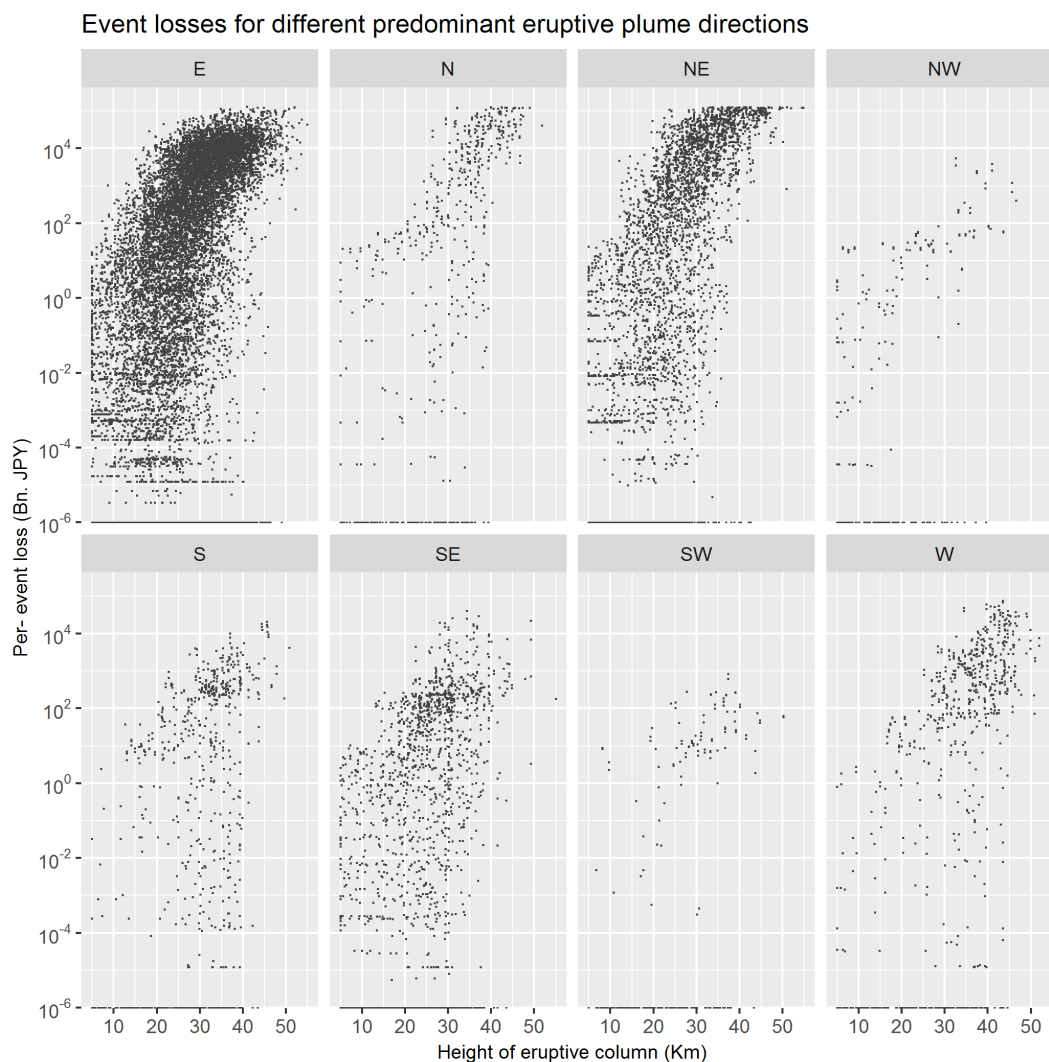 Event losses for different predominant eruptive plume directions
E N NE NW
10^4
10^2
10^0
10^-2
10^-4
10^-6
S SE SW W
10^4
10^2
10^0
10^-2
10^-4
10^-6
Per- event loss (Bn. JPY)
10 20 30 40 50 10 20 30 40 50 10 20 30 40 50 10 20 30 40 50
Height of eruptive column (Km)